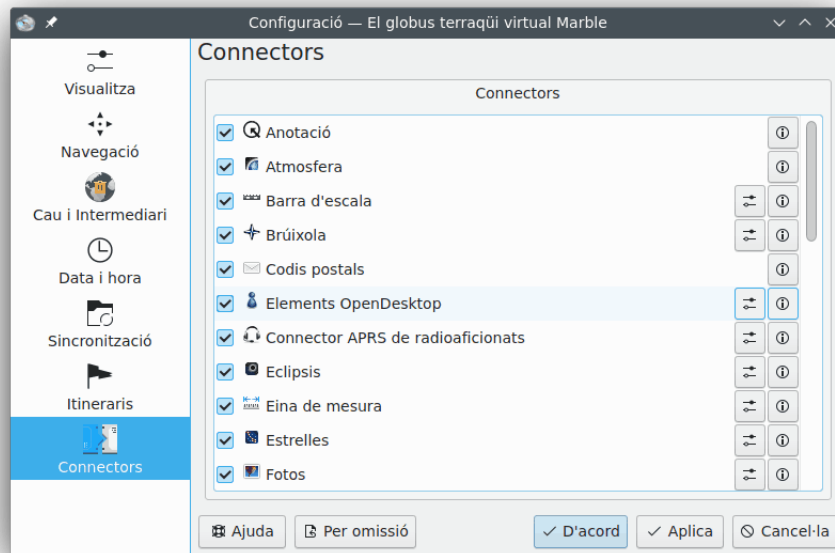 Configuració — El globus terraqüi virtual Marble
Visualitza
Navegació
Cau i Intermediari
Data i hora
Sincronització
Itineraris
Connectors
Connectors
Connectors
Anotació
Atmosfera
Barra d'escala
Brúixola
Codis postals
Elements OpenDesktop
Connector APRS de radioaficionats
Eclipsis
Eina de mesura
Estrelles
Fotos
Ajuda
Per omissió
D'acord
Aplica
Cancel·la